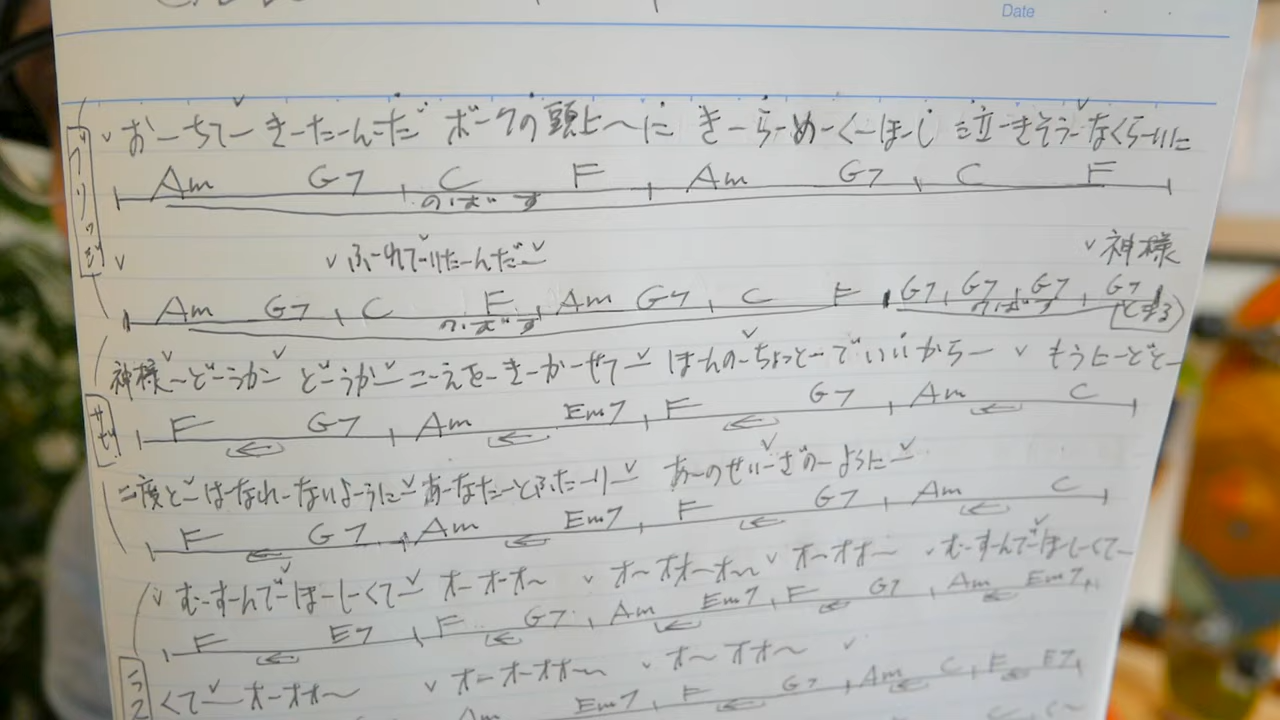 Date
おーちてーきーたーんだ ボークの頭上〜に きーらーめーくーほーし 泣ーきそうーなくらーいに
ブリッジ
Am G7 C F Am G7 C F
のばす
ふーれてーいたーんだー 神様
Am G7 C F Am G7 C F G7 G7 G7 G7
のばす のばす
神様ーどーうかー どーうかーこーえをーきーかーせてー ほーんのーちょっとーでいいからー もうヒーどとー
サビ
F G7 Am Em7 F G7 Am C
二度とーはーなれーないようにーあーなたーとふたーりー あーのせいーざのーようにー
F G7 Am Em7 F G7 Am C
むーすーんでーほーしーくてー オーオーオ〜 オ〜オオーオ〜 オーオオ〜 むーすーんでーほーしーくてー
F E7 F G7 Am Em7 F G7 Am Em7
くてーオーオオ〜 オーオーオオ〜 オ〜オオ〜
Am Em7 F G7 Am C F E7